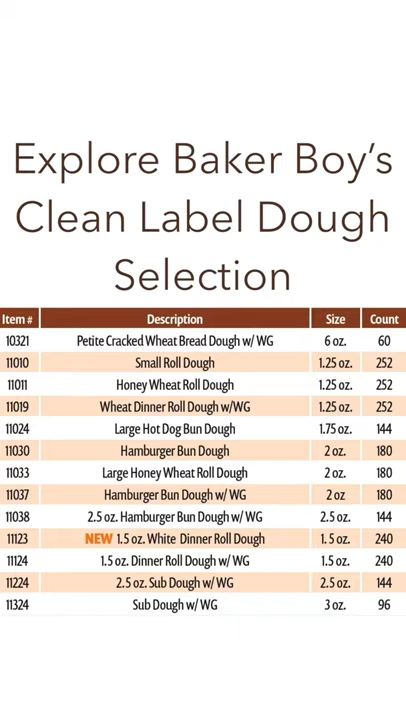 Explore Baker Boy's
Clean Label Dough
Selection
Item # Description Size Count
10321 Petite Cracked Wheat Bread Dough w/ WG 6 oz. 60
11010 Small Roll Dough 1.25 oz. 252
11011 Honey Wheat Roll Dough 1.25 oz. 252
11019 Wheat Dinner Roll Dough w/WG 1.25 oz. 252
11024 Large Hot Dog Bun Dough 1.75 oz. 144
11030 Hamburger Bun Dough 2 oz. 180
11033 Large Honey Wheat Roll Dough 2 oz. 180
11037 Hamburger Bun Dough w/ WG 2 oz 180
11038 2.5 oz. Hamburger Bun Dough w/ WG 2.5 oz. 144
11123 NEW 1.5 oz. White Dinner Roll Dough 1. 5 oz. 240
11124 1.5 oz. Dinner Roll Dough w/ WG 1.5 oz. 240
11224 2.5 oz. Sub Dough w/ WG 2.5 oz. 144
11324 Sub Dough w/ WG 3 oz. 96